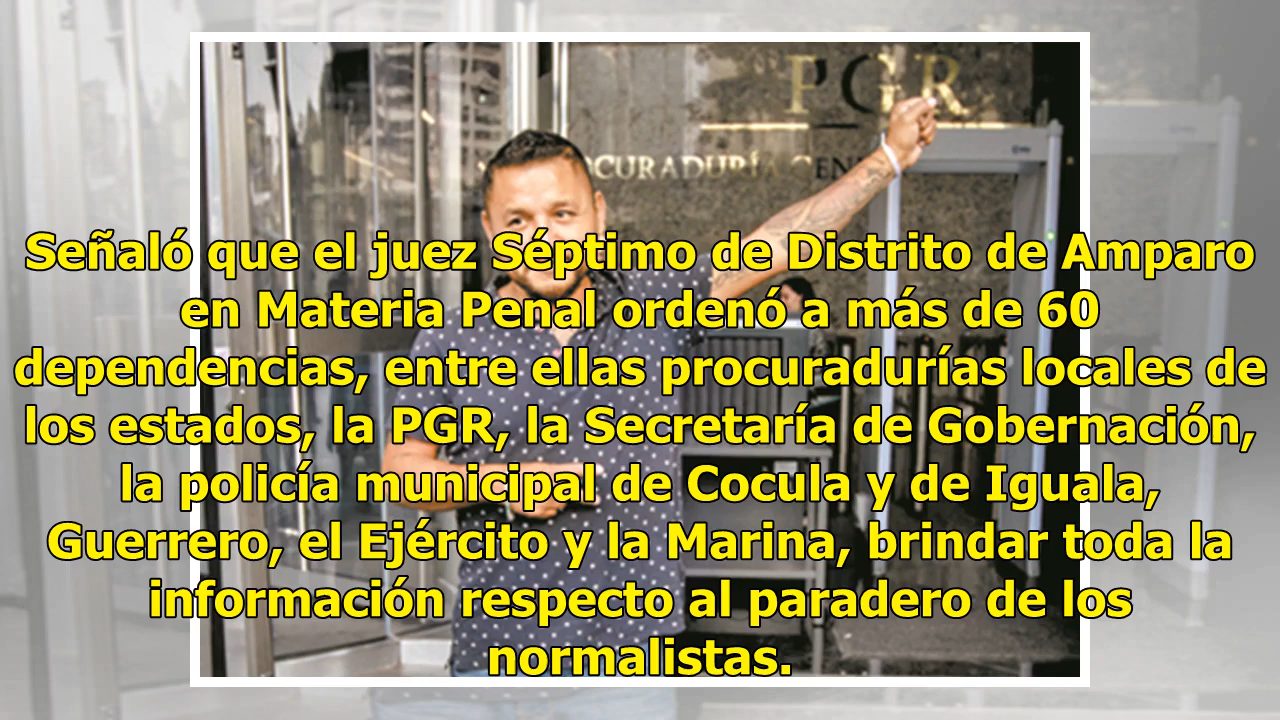 PGR
OCURADURÍA GEN
Señaló que el juez Séptimo de Distrito de Amparo
en Materia Penal ordenó a más de 60
dependencias, entre ellas procuradurías locales de
los estados, la PGR, la Secretaría de Gobernación,
la policía municipal de Cocula y de Iguala,
Guerrero, el Ejército y la Marina, brindar toda la
información respecto al paradero de los
normalistas.